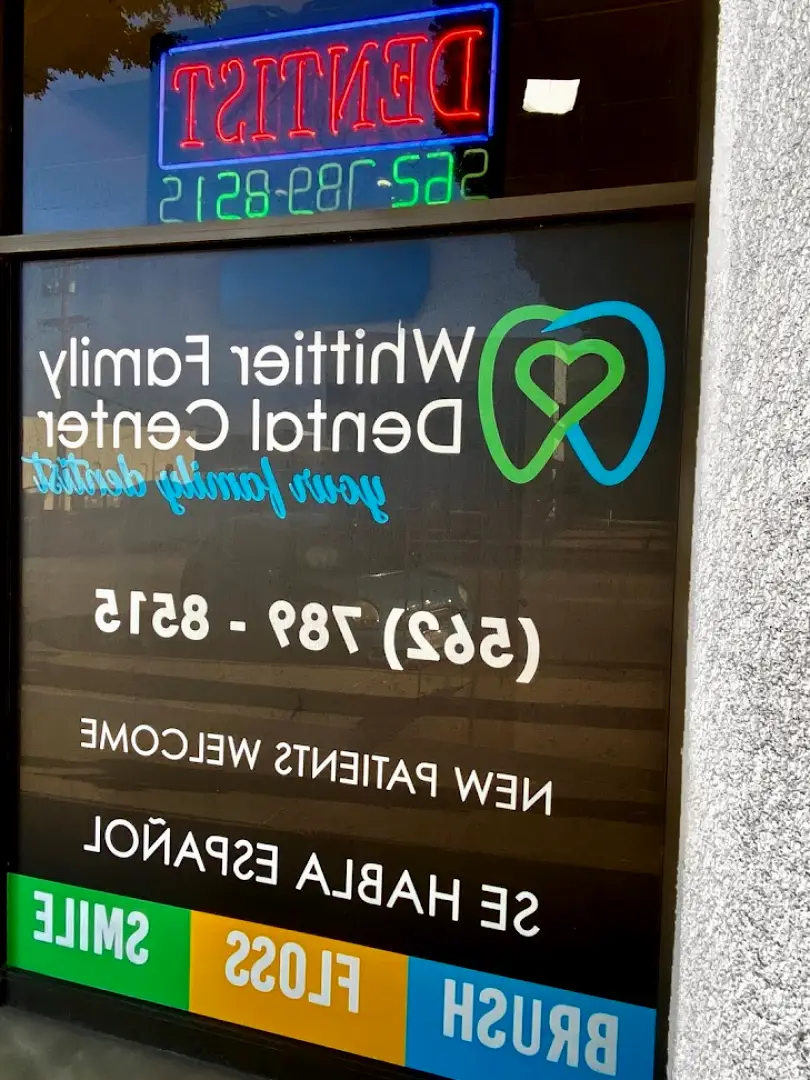 DENTIST
562-789-8515
Whittier Family
Dental Center
your family dentist
(562) 789 - 8515
NEW PATIENTS WELCOME
SE HABLA ESPAÑOL
BRUSH FLOSS SMILE